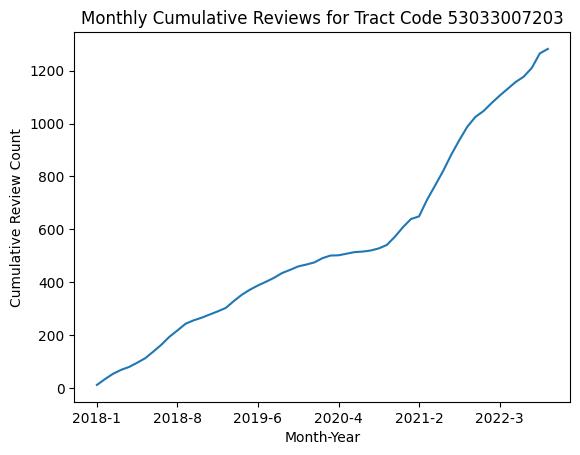 Monthly Cumulative Reviews for Tract Code 53033007203
Cumulative Review Count
1200
1000
800
600
400
200
0
2018-1 2018-8 2019-6 2020-4 2021-2 2022-3
Month-Year